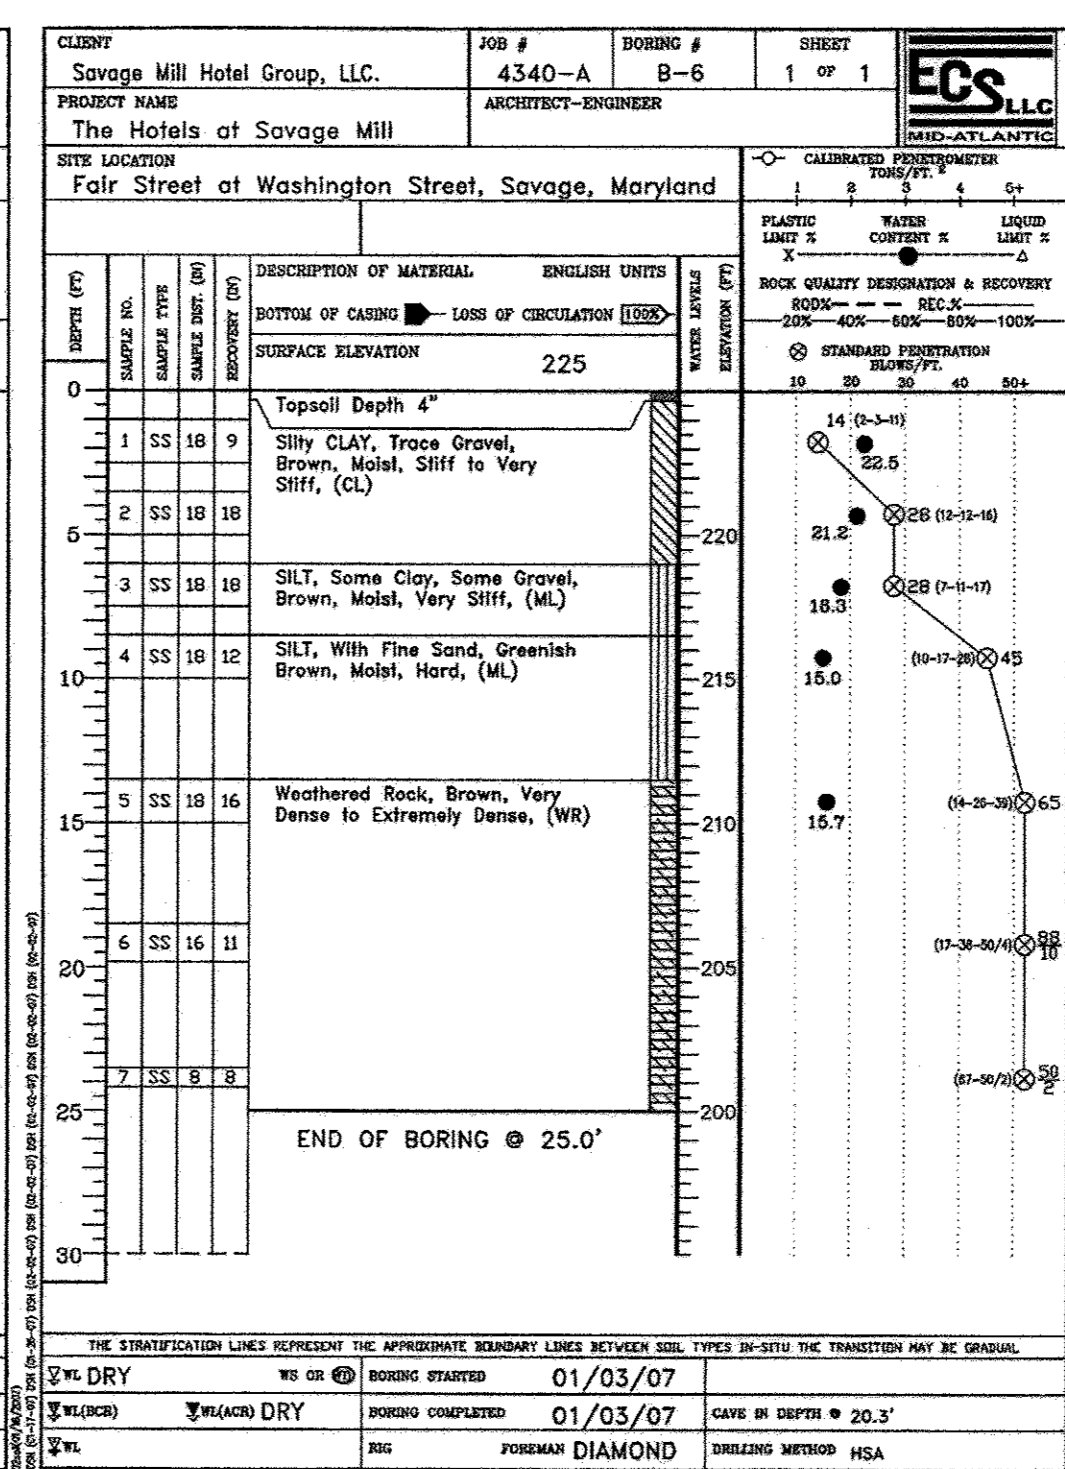 CLIENT
Savage Mill Hotel Group, LLC.
JOB #
4340-A
BORING #
B-6
SHEET
1 OF 1
ECS LLC
MID-ATLANTIC
PROJECT NAME
The Hotels at Savage Mill
ARCHITECT-ENGINEER
SITE LOCATION
Fair Street at Washington Street, Savage, Maryland
CALIBRATED PENETROMETER
TONS/FT.²
1 2 3 4 5+
PLASTIC LIMIT %
WATER CONTENT %
LIQUID LIMIT %
X
Δ
ROCK QUALITY DESIGNATION & RECOVERY
RQD% REC.%
20% 40% 60% 80% 100%
STANDARD PENETRATION
BLOWS/FT.
10 20 30 40 50+
DEPTH (FT)
SAMPLE NO.
SAMPLE TYPE
SAMPLE DIST. (IN)
RECOVERY (IN)
DESCRIPTION OF MATERIAL ENGLISH UNITS
BOTTOM OF CASING LOSS OF CIRCULATION 100%
SURFACE ELEVATION 225
WATER LEVELS
ELEVATION (FT)
0
Topsoil Depth 4"
1 SS 18 9
Silty CLAY, Trace Gravel,
Brown, Moist, Stiff to Very
Stiff, (CL)
14 (2-3-11)
22.5
2 SS 18 18
28 (12-12-16)
21.2
5
220
3 SS 18 18
SILT, Some Clay, Some Gravel,
Brown, Moist, Very Stiff, (ML)
28 (7-11-17)
18.3
4 SS 18 12
SILT, With Fine Sand, Greenish
Brown, Moist, Hard, (ML)
(10-17-28) 45
15.0
10
215
5 SS 18 16
Weathered Rock, Brown, Very
Dense to Extremely Dense, (WR)
(14-26-39) 65
15.7
15
210
6 SS 16 11
(17-38-50/4) 88/10
20
205
7 SS 8 8
(67-50/2) 50/2
25
200
END OF BORING @ 25.0'
30
THE STRATIFICATION LINES REPRESENT THE APPROXIMATE BOUNDARY LINES BETWEEN SOIL TYPES IN-SITU THE TRANSITION MAY BE GRADUAL
WL DRY WS OR WD
BORING STARTED 01/03/07
WL(BCR) WL(ACR) DRY
BORING COMPLETED 01/03/07
CAVE IN DEPTH @ 20.3'
WL
RIG FOREMAN DIAMOND
DRILLING METHOD HSA